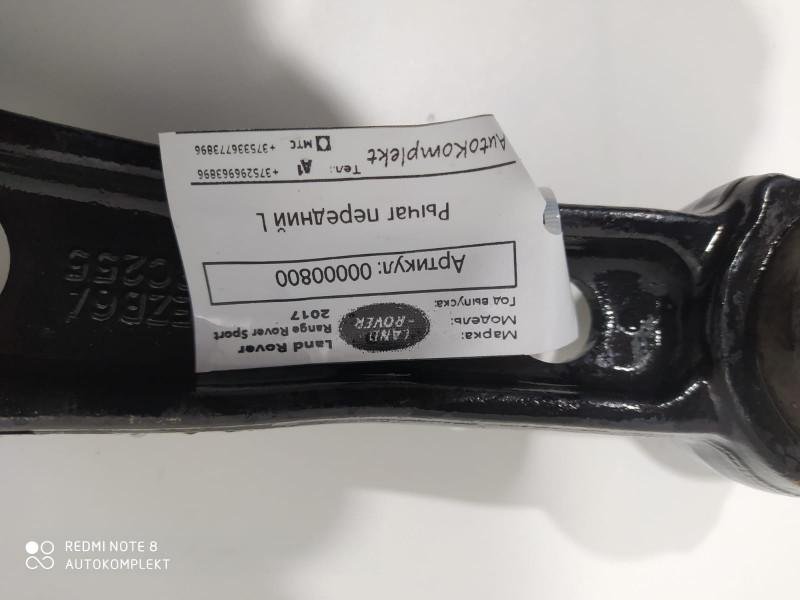 Марка: Land Rover
Модель: Range Rover Sport
Год выпуска: 2017
LAND
ROVER
Артикул: 00000800
Рычаг передний L
AutoKomplekt
Тел.: A1 +375296963896
МТС +375336773896
REDMI NOTE 8
AUTOKOMPLEKT